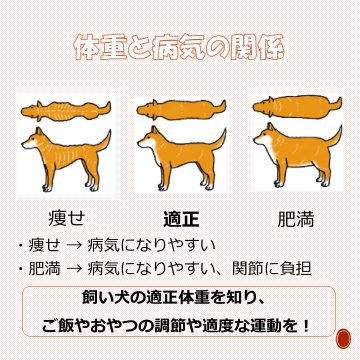 体重と病気の関係
痩せ 適正 肥満
・痩せ → 病気になりやすい
・肥満 → 病気になりやすい、関節に負担
飼い犬の適正体重を知り、
ご飯やおやつの調節や適度な運動を！